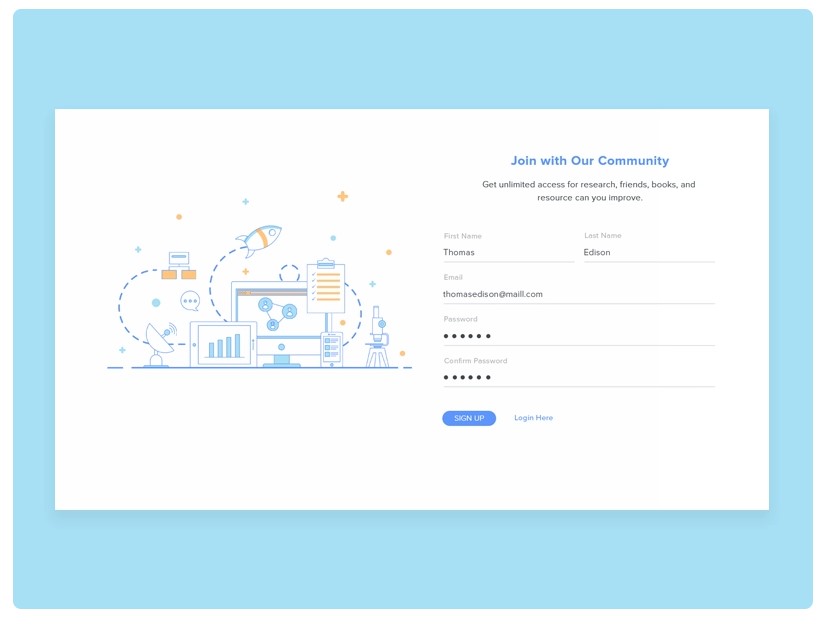 Join with Our Community
Get unlimited access for research, friends, books, and
resource can you improve.
First Name
Last Name
Thomas
Edison
Email
thomasedison@maill.com
Password
Confirm Password
SIGN UP
Login Here